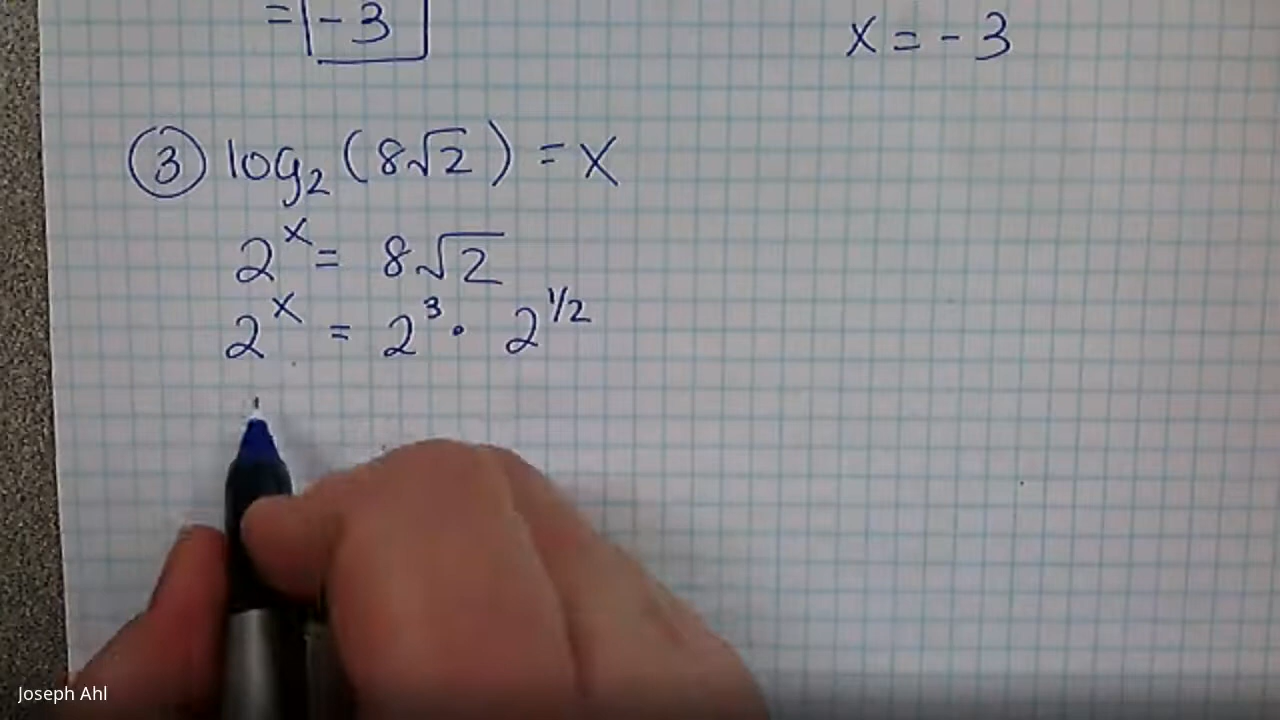 = -3
x = -3
③ log₂(8√2) = x
2ˣ = 8√2
2ˣ = 2³ · 2^1/2
Joseph Ahl